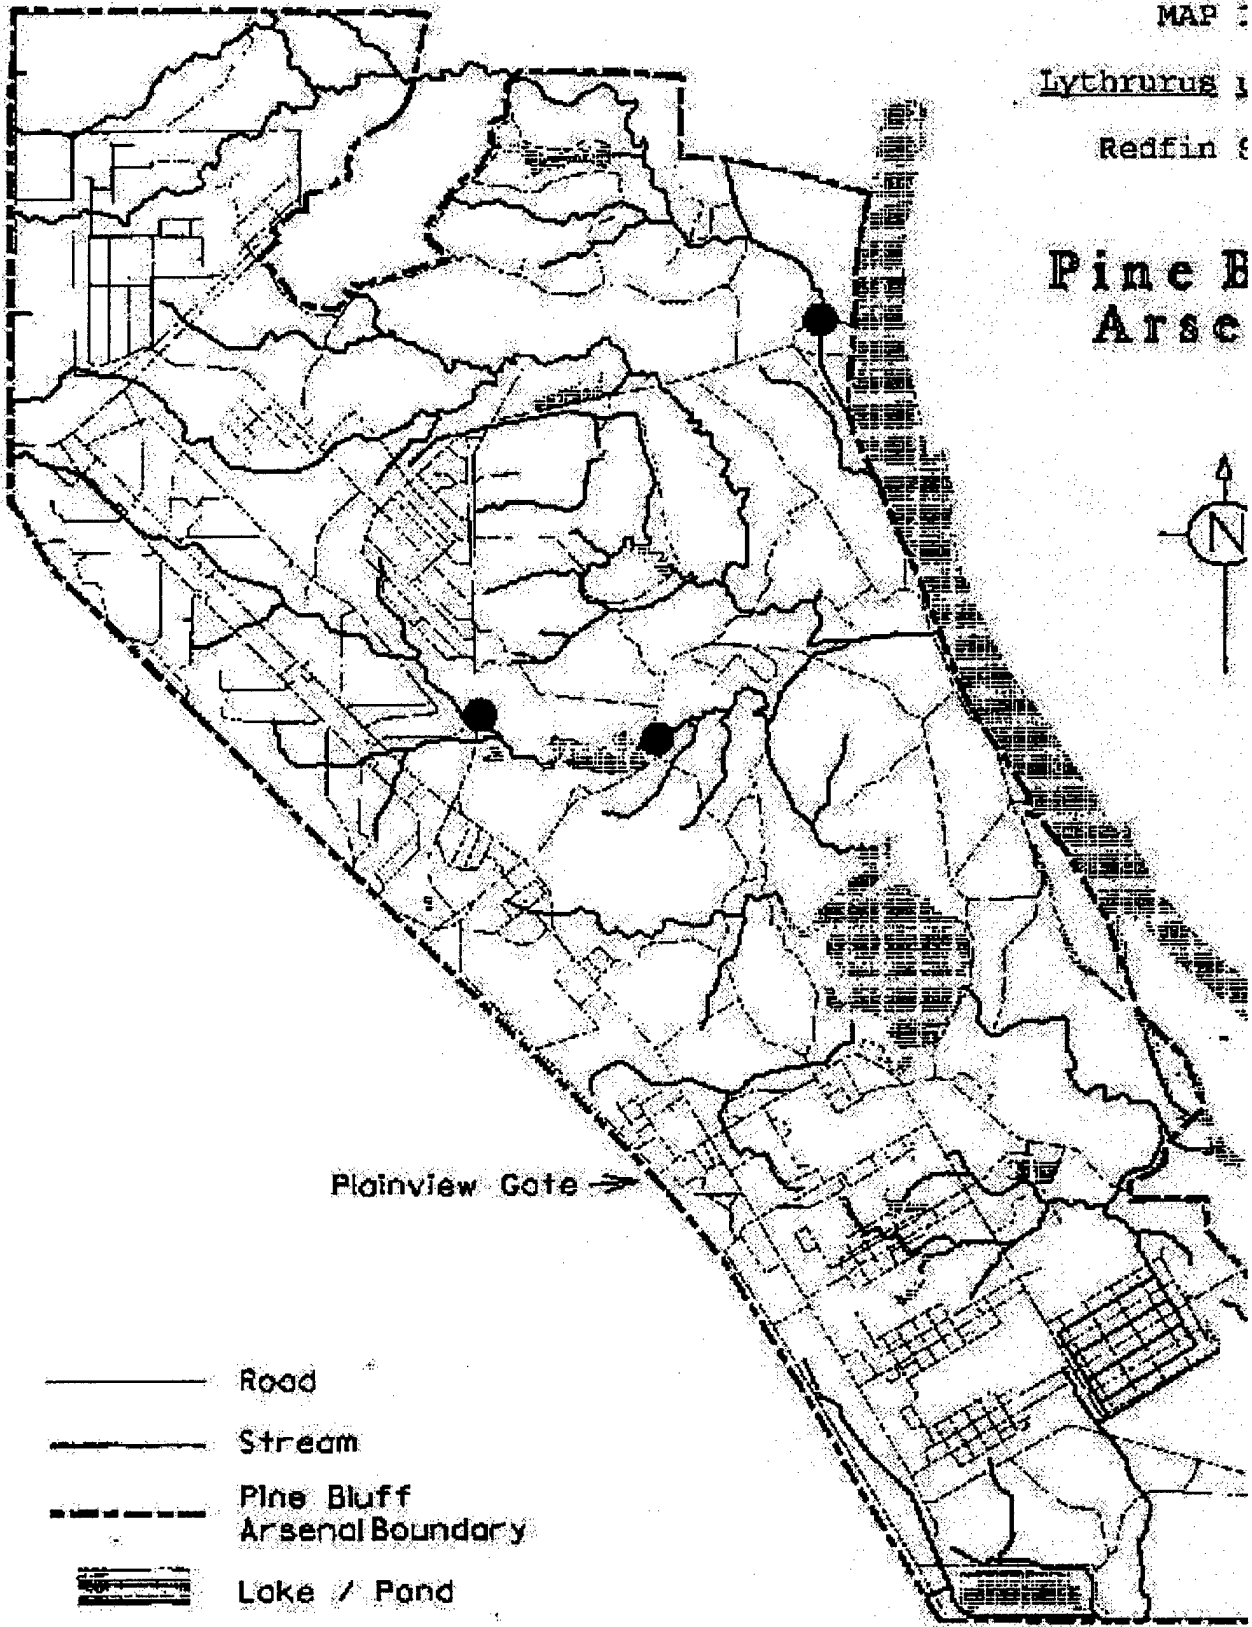 MAP
Lythrurus
Redfin
Pine B
Arse
N
Plainview Gate
Road
Stream
Pine Bluff
Arsenal Boundary
Lake / Pond